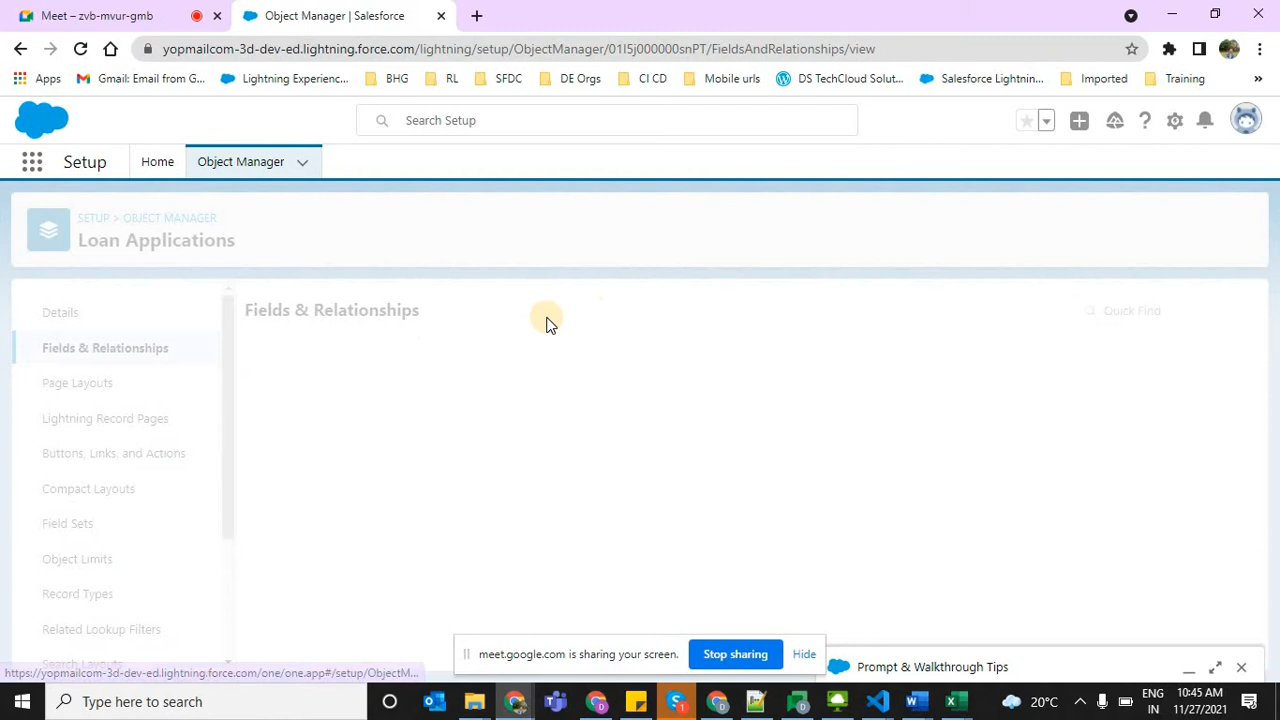 Meet – zvb-mvur-gmb
Object Manager | Salesforce
yopmailcom-3d-dev-ed.lightning.force.com/lightning/setup/ObjectManager/01I5j000000snPT/FieldsAndRelationships/view
Apps
Gmail: Email from G...
Lightning Experienc...
BHG
RL
SFDC
DE Orgs
CI CD
Mobile urls
DS TechCloud Solut...
Salesforce Lightnin...
Imported
Training
»
Search Setup
Setup
Home
Object Manager
SETUP > OBJECT MANAGER
Loan Applications
Details
Fields & Relationships
Page Layouts
Lightning Record Pages
Buttons, Links, and Actions
Compact Layouts
Field Sets
Object Limits
Record Types
Related Lookup Filters
Search Layouts
Fields & Relationships
Quick Find
meet.google.com is sharing your screen.
Stop sharing
Hide
Prompt & Walkthrough Tips
https://yopmailcom-3d-dev-ed.lightning.force.com/one/one.app#/setup/ObjectM...
Type here to search
1
20°C
ENG
IN
10:45 AM
11/27/2021